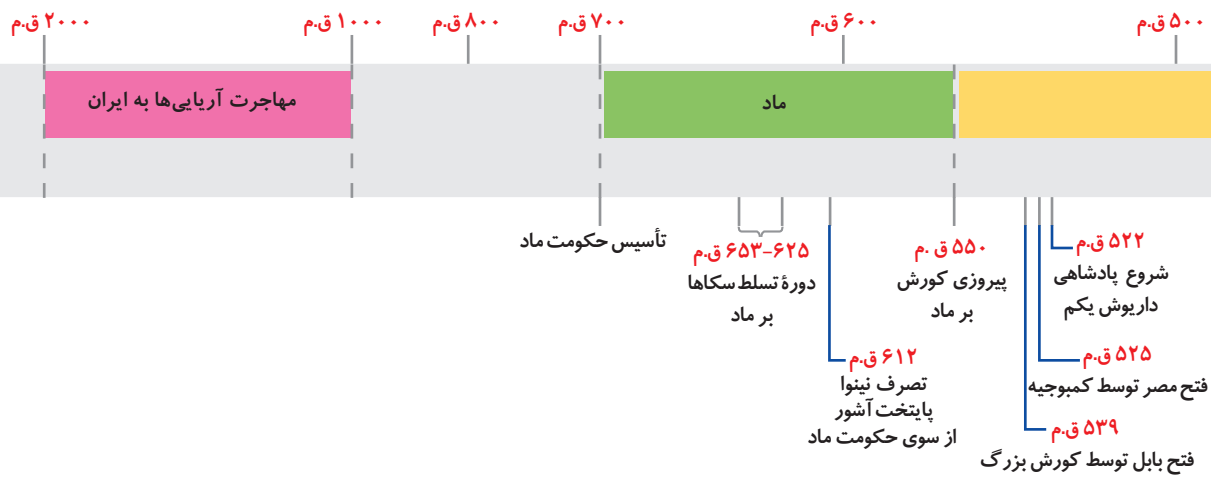 ۲۰۰۰ ق.م
۱۰۰۰ ق.م
۸۰۰ ق.م
۷۰۰ ق.م
۶۰۰ ق.م
۵۰۰ ق.م
مهاجرت آریایی‌ها به ایران
ماد
تأسیس حکومت ماد
۶۵۳-۶۲۵ ق.م
دورۀ تسلط سکاها
بر ماد
۶۱۲ ق.م
تصرف نینوا
پایتخت آشور
از سوی حکومت ماد
۵۵۰ ق .م
پیروزی کورش
بر ماد
۵۳۹ ق.م
فتح بابل توسط کورش بزرگ
۵۲۵ ق.م
فتح مصر توسط کمبوجیه
۵۲۲ ق.م
شروع پادشاهی
داریوش یکم